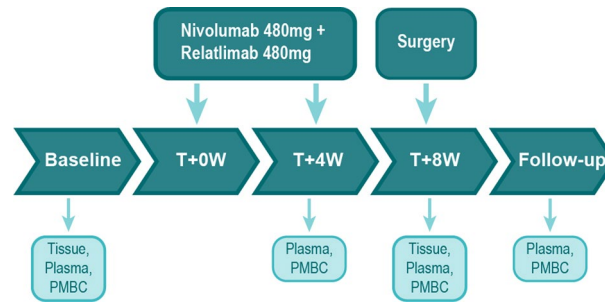 Nivolumab 480mg +
Relatlimab 480mg
Surgery
Baseline
T+0W
T+4W
T+8W
Follow-up
Tissue,
Plasma,
PMBC
Plasma,
PMBC
Tissue,
Plasma,
PMBC
Plasma,
PMBC